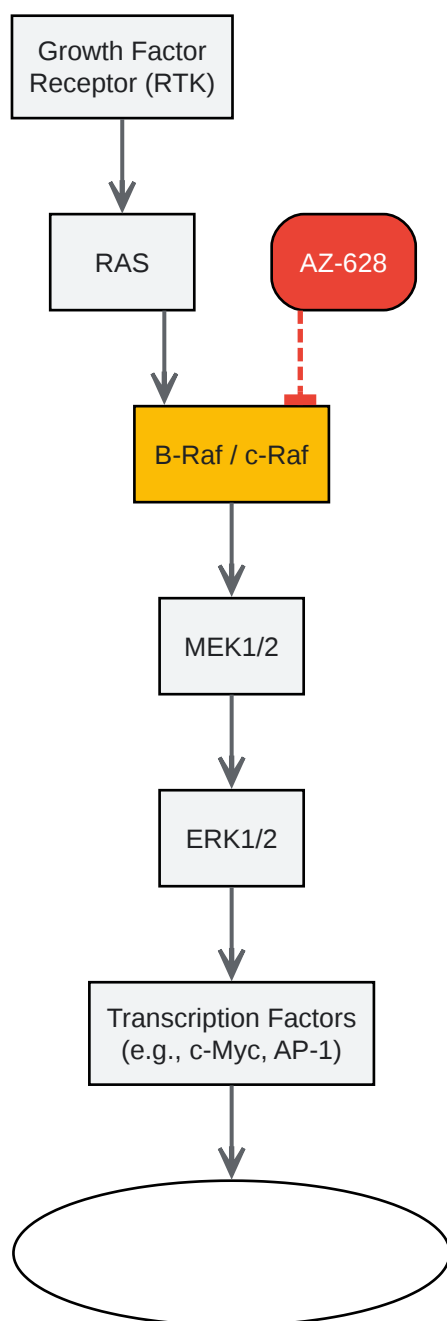 Growth Factor
Receptor (RTK)
RAS
AZ-628
B-Raf / c-Raf
MEK1/2
ERK1/2
Transcription Factors
(e.g., c-Myc, AP-1)